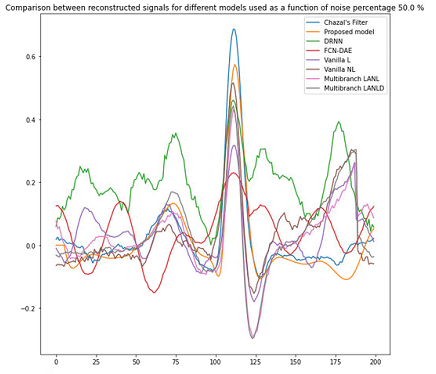 Comparison between reconstructed signals for different models used as a function of noise percentage 50.0 %
Chazal's Filter
Proposed model
DRNN
FCN-DAE
Vanilla L
Vanilla NL
Multibranch LANL
Multibranch LANLD
0.6
0.4
0.2
0.0
−0.2
0 25 50 75 100 125 150 175 200